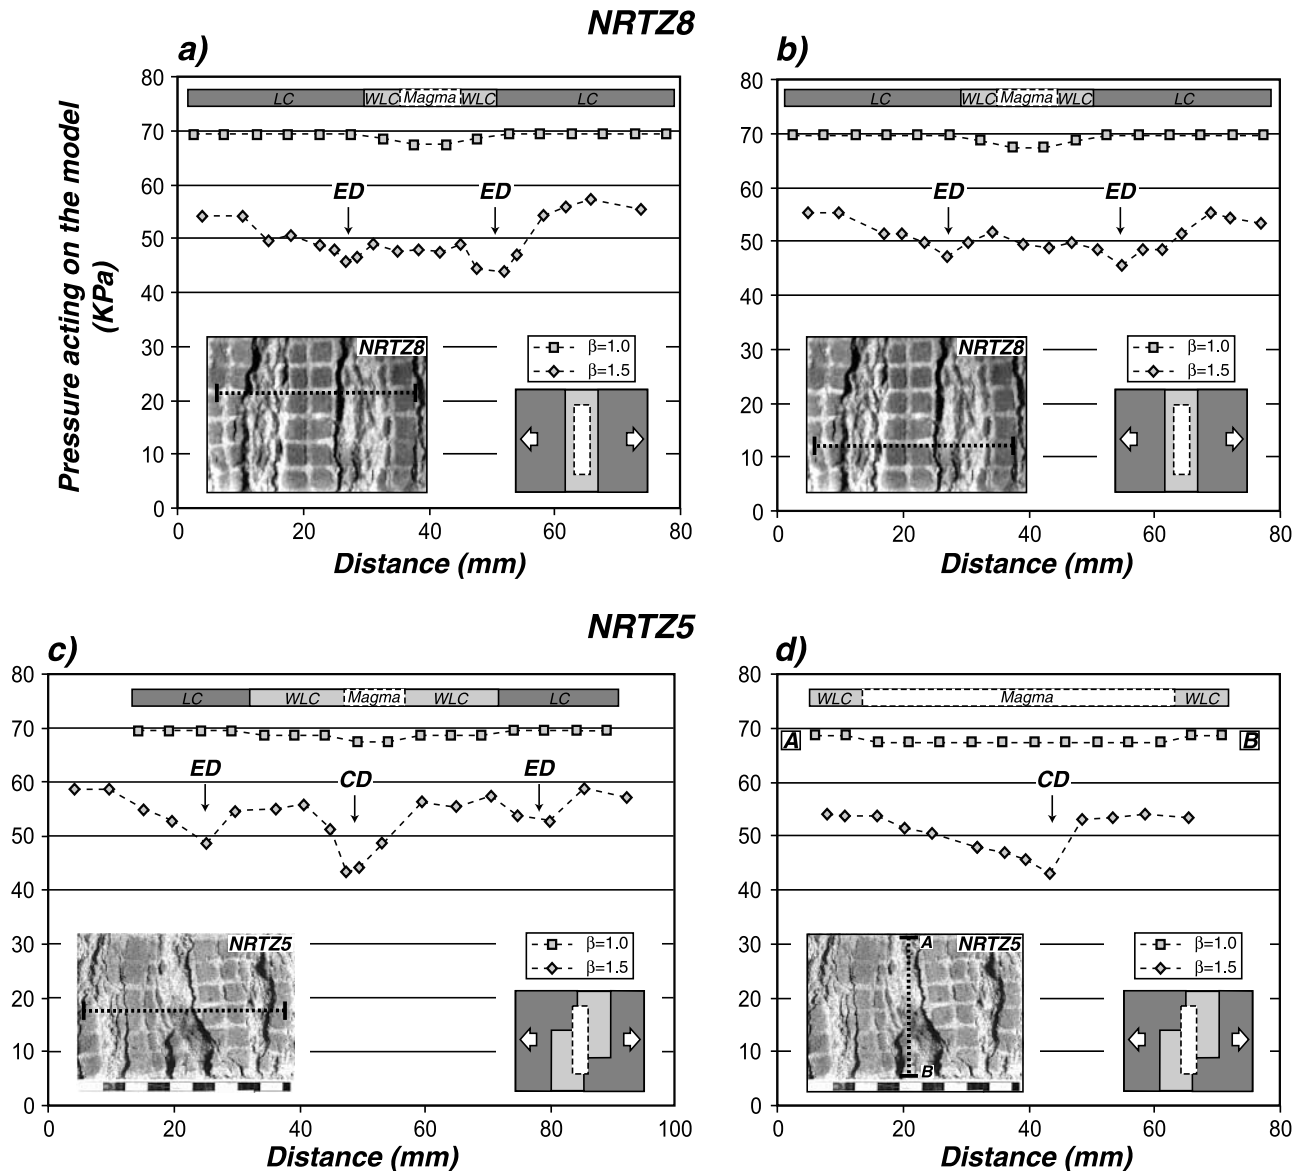 NRTZ8
a)
b)
Pressure acting on the model
(KPa)
80
70
60
50
40
30
20
10
0
LC
WLC
Magma
WLC
LC
ED
ED
NRTZ8
β=1.0
β=1.5
0
20
40
60
80
Distance (mm)
80
70
60
50
40
30
20
10
0
LC
WLC
Magma
WLC
LC
ED
ED
NRTZ8
β=1.0
β=1.5
0
20
40
60
80
Distance (mm)
NRTZ5
c)
d)
80
70
60
50
40
30
20
10
0
LC
WLC
Magma
WLC
LC
ED
CD
ED
NRTZ5
β=1.0
β=1.5
0
20
40
60
80
100
Distance (mm)
80
70
60
50
40
30
20
10
0
WLC
Magma
WLC
A
B
CD
A
NRTZ5
B
β=1.0
β=1.5
0
20
40
60
80
Distance (mm)